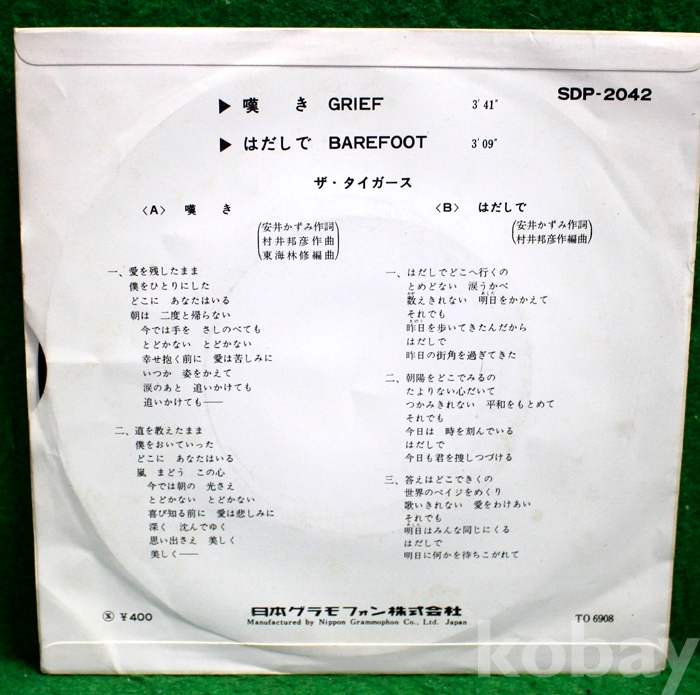 SDP-2042
▶ 嘆き GRIEF 3'41"
▶ はだしで BAREFOOT 3'09"
ザ・タイガース
〈A〉 嘆き
安井かずみ作詞
村井邦彦作曲
東海林修編曲
一、愛を残したまま
僕をひとりにした
どこに あなたはいる
朝は 二度と帰らない
今では手を さしのべても
とどかない とどかない
幸せ抱く前に 愛は苦しみに
いつか 姿をかえて
涙のあと 追いかけても
追いかけても──
二、道を教えたまま
僕をおいていった
どこに あなたはいる
嵐 まどう この心
今では朝の 光さえ
とどかない とどかない
喜び知る前に 愛は悲しみに
深く 沈んでゆく
思い出さえ 美しく
美しく──
〈B〉 はだしで
安井かずみ作詞
村井邦彦作編曲
一、はだしでどこへ行くの
とめどない 涙うかべ
数えきれない 明日をかかえて
それでも
昨日を歩いてきたんだから
はだしで
昨日の街角を過ぎてきた
二、朝陽をどこでみるの
たよりない心だいて
つかみきれない 平和をもとめて
それでも
今日は 時を刻んでいる
はだしで
今日も君を捜しつづける
三、答えはどこできくの
世界のペイジをめくり
歌いきれない 愛をわけあい
それでも
明日はみんな同じにくる
はだしで
明日に何かを待ちこがれて
¥400
日本グラモフォン株式会社
Manufactured by Nippon Grammophon Co., Ltd. Japan
TO 6908
kobay